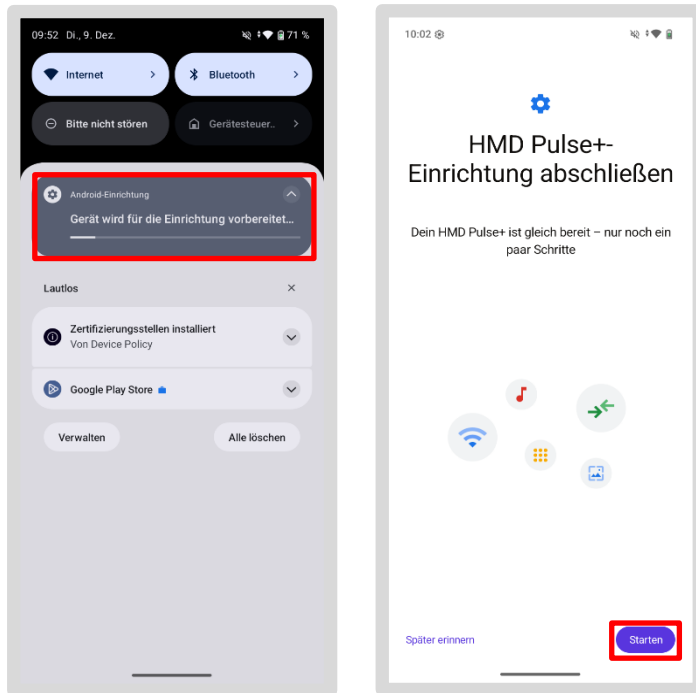 09:52 Di., 9. Dez.
71 %
Internet
Bluetooth
Bitte nicht stören
Gerätesteuer..
Android-Einrichtung
Gerät wird für die Einrichtung vorbereitet...
Lautlos
Zertifizierungsstellen installiert
Von Device Policy
Google Play Store
Verwalten
Alle löschen
10:02
HMD Pulse+-
Einrichtung abschließen
Dein HMD Pulse+ ist gleich bereit – nur noch ein
paar Schritte
Später erinnern
Starten